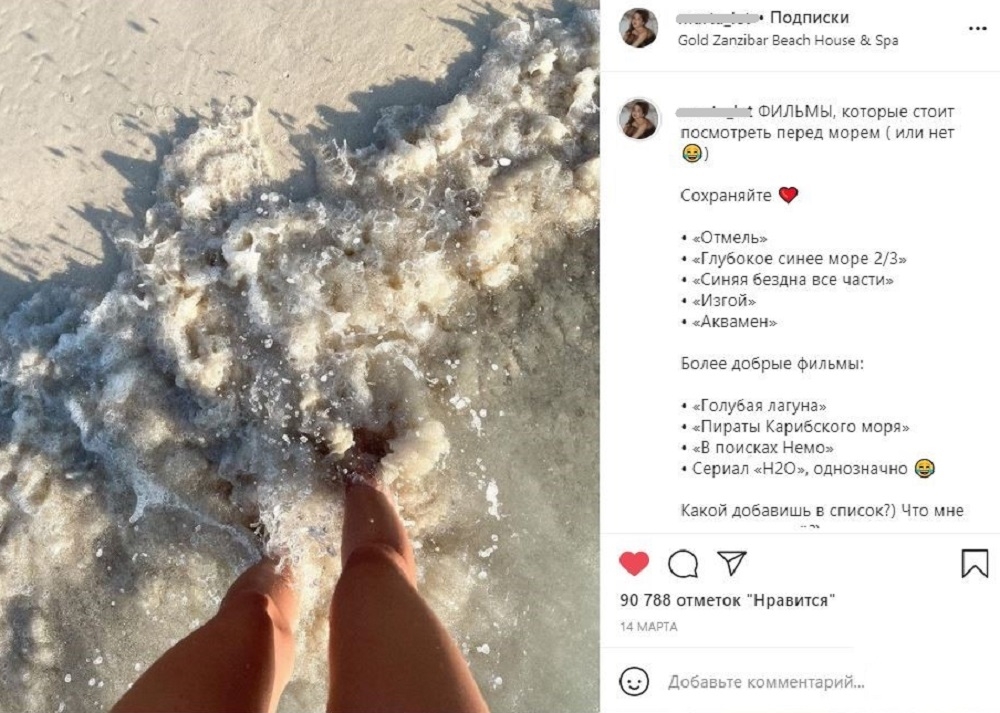 • Подписки
Gold Zanzibar Beach House & Spa
ФИЛЬМЫ, которые стоит
посмотреть перед морем ( или нет
😂)
Сохраняйте ❤️
• «Отмель»
• «Глубокое синее море 2/3»
• «Синяя бездна все части»
• «Изгой»
• «Аквамен»
Более добрые фильмы:
• «Голубая лагуна»
• «Пираты Карибского моря»
• «В поисках Немо»
• Сериал «H2O», однозначно 😂
Какой добавишь в список?) Что мне
90 788 отметок "Нравится"
14 МАРТА
Добавьте комментарий...